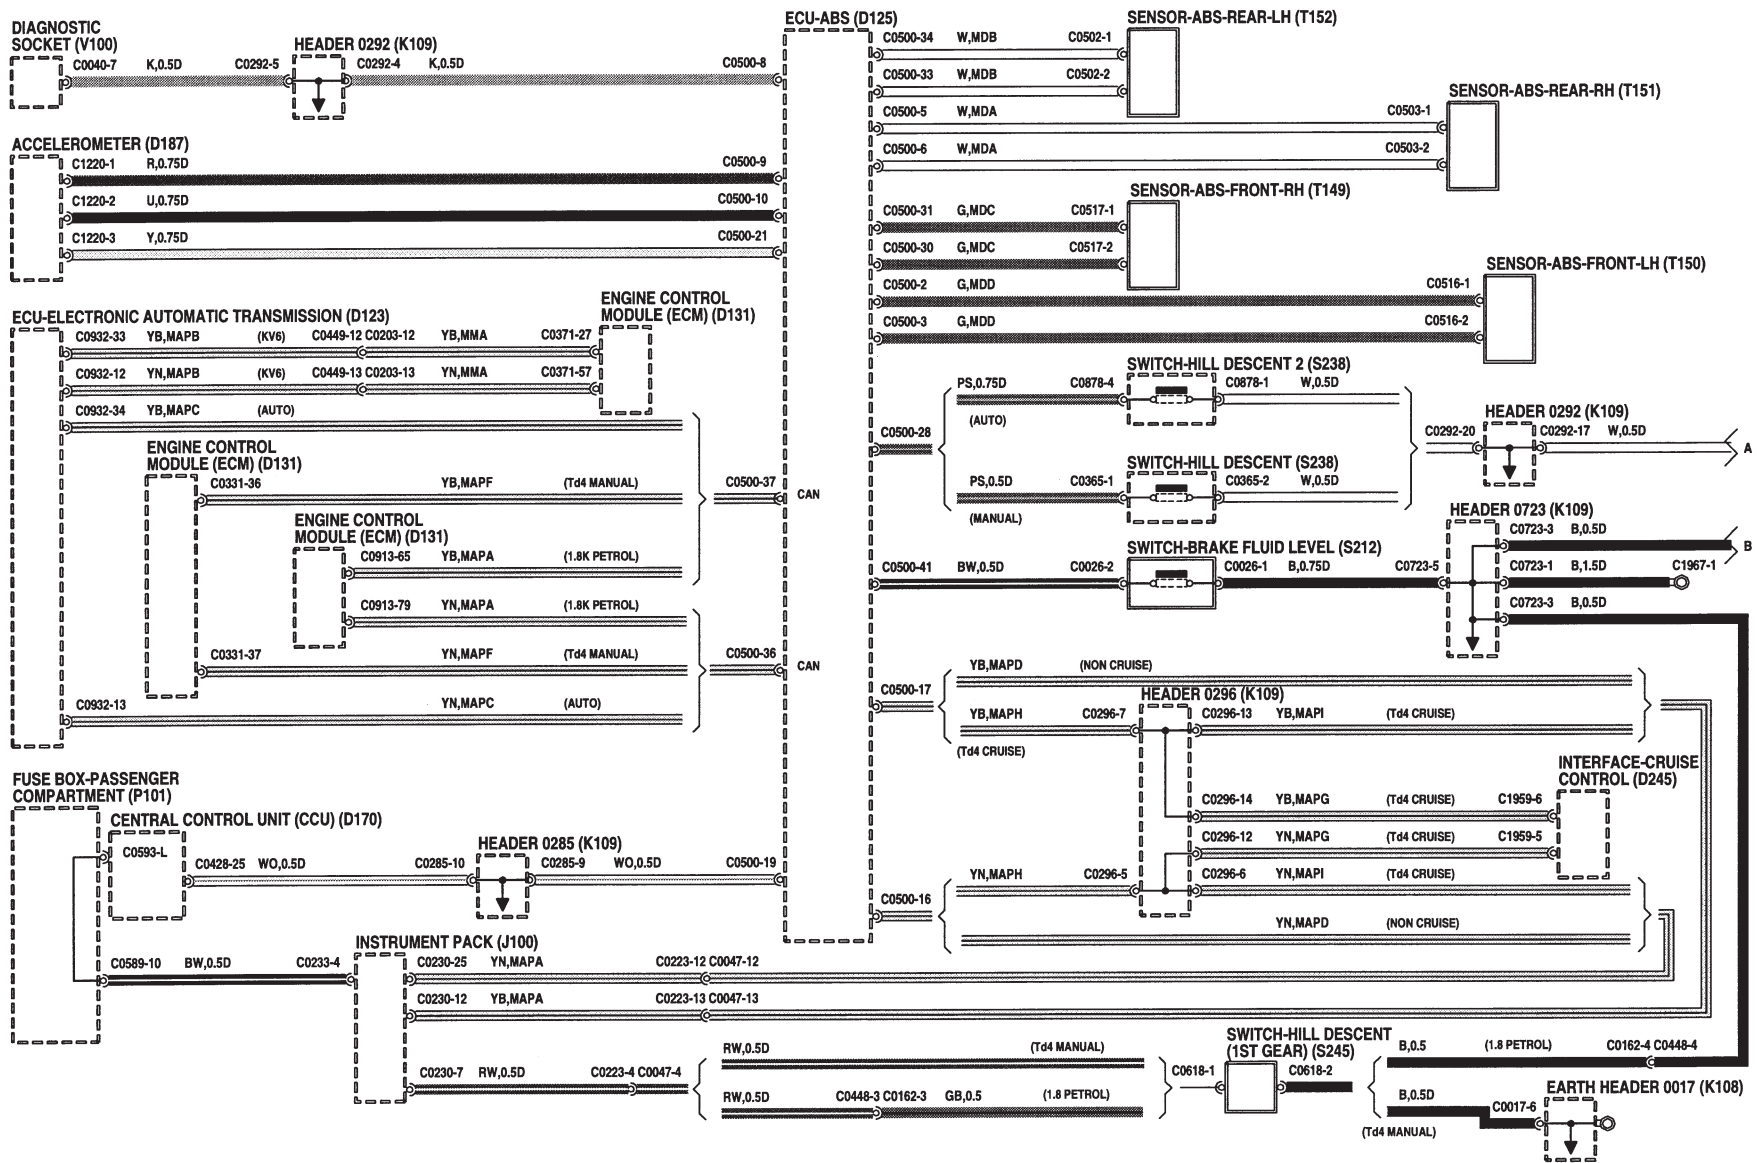 DIAGNOSTIC
SOCKET (V100)
C0040-7 K,0.5D C0292-5
HEADER 0292 (K109)
C0292-4 K,0.5D C0500-8
ACCELEROMETER (D187)
C1220-1 R,0.75D C0500-9
C1220-2 U,0.75D C0500-10
C1220-3 Y,0.75D C0500-21
ECU-ELECTRONIC AUTOMATIC TRANSMISSION (D123)
ENGINE CONTROL
MODULE (ECM) (D131)
C0932-33 YB,MAPB (KV6) C0449-12 C0203-12 YB,MMA C0371-27
C0932-12 YN,MAPB (KV6) C0449-13 C0203-13 YN,MMA C0371-57
C0932-34 YB,MAPC (AUTO)
ENGINE CONTROL
MODULE (ECM) (D131)
C0331-36 YB,MAPF (Td4 MANUAL)
C0500-37 CAN
ENGINE CONTROL
MODULE (ECM) (D131)
C0913-65 YB,MAPA (1.8K PETROL)
C0913-79 YN,MAPA (1.8K PETROL)
C0331-37 YN,MAPF (Td4 MANUAL)
C0500-36 CAN
C0932-13 YN,MAPC (AUTO)
FUSE BOX-PASSENGER
COMPARTMENT (P101)
CENTRAL CONTROL UNIT (CCU) (D170)
C0593-L
C0428-25 WO,0.5D C0285-10
HEADER 0285 (K109)
C0285-9 WO,0.5D C0500-19
C0589-10 BW,0.5D C0233-4
INSTRUMENT PACK (J100)
C0230-25 YN,MAPA C0223-12 C0047-12
C0230-12 YB,MAPA C0223-13 C0047-13
C0230-7 RW,0.5D C0223-4 C0047-4
RW,0.5D (Td4 MANUAL)
RW,0.5D C0448-3 C0162-3 GB,0.5 (1.8 PETROL)
C0618-1
SWITCH-HILL DESCENT
(1ST GEAR) (S245)
C0618-2
B,0.5 (1.8 PETROL) C0162-4 C0448-4
B,0.5D
(Td4 MANUAL)
C0017-6
EARTH HEADER 0017 (K108)
ECU-ABS (D125)
SENSOR-ABS-REAR-LH (T152)
C0500-34 W,MDB C0502-1
C0500-33 W,MDB C0502-2
SENSOR-ABS-REAR-RH (T151)
C0500-5 W,MDA C0503-1
C0500-6 W,MDA C0503-2
SENSOR-ABS-FRONT-RH (T149)
C0500-31 G,MDC C0517-1
C0500-30 G,MDC C0517-2
SENSOR-ABS-FRONT-LH (T150)
C0500-2 G,MDD C0516-1
C0500-3 G,MDD C0516-2
SWITCH-HILL DESCENT 2 (S238)
PS,0.75D C0878-4 C0878-1 W,0.5D
(AUTO)
C0500-28
SWITCH-HILL DESCENT (S238)
PS,0.5D C0365-1 C0365-2 W,0.5D
(MANUAL)
HEADER 0292 (K109)
C0292-20 C0292-17 W,0.5D A
SWITCH-BRAKE FLUID LEVEL (S212)
C0500-41 BW,0.5D C0026-2 C0026-1 B,0.75D C0723-5
HEADER 0723 (K109)
C0723-3 B,0.5D B
C0723-1 B,1.5D C1967-1
C0723-3 B,0.5D
C0500-17
YB,MAPD (NON CRUISE)
HEADER 0296 (K109)
YB,MAPH C0296-7 C0296-13 YB,MAPI (Td4 CRUISE)
(Td4 CRUISE)
INTERFACE-CRUISE
CONTROL (D245)
C0296-14 YB,MAPG (Td4 CRUISE) C1959-6
C0296-12 YN,MAPG (Td4 CRUISE) C1959-5
C0500-16
YN,MAPH C0296-5 C0296-6 YN,MAPI (Td4 CRUISE)
YN,MAPD (NON CRUISE)